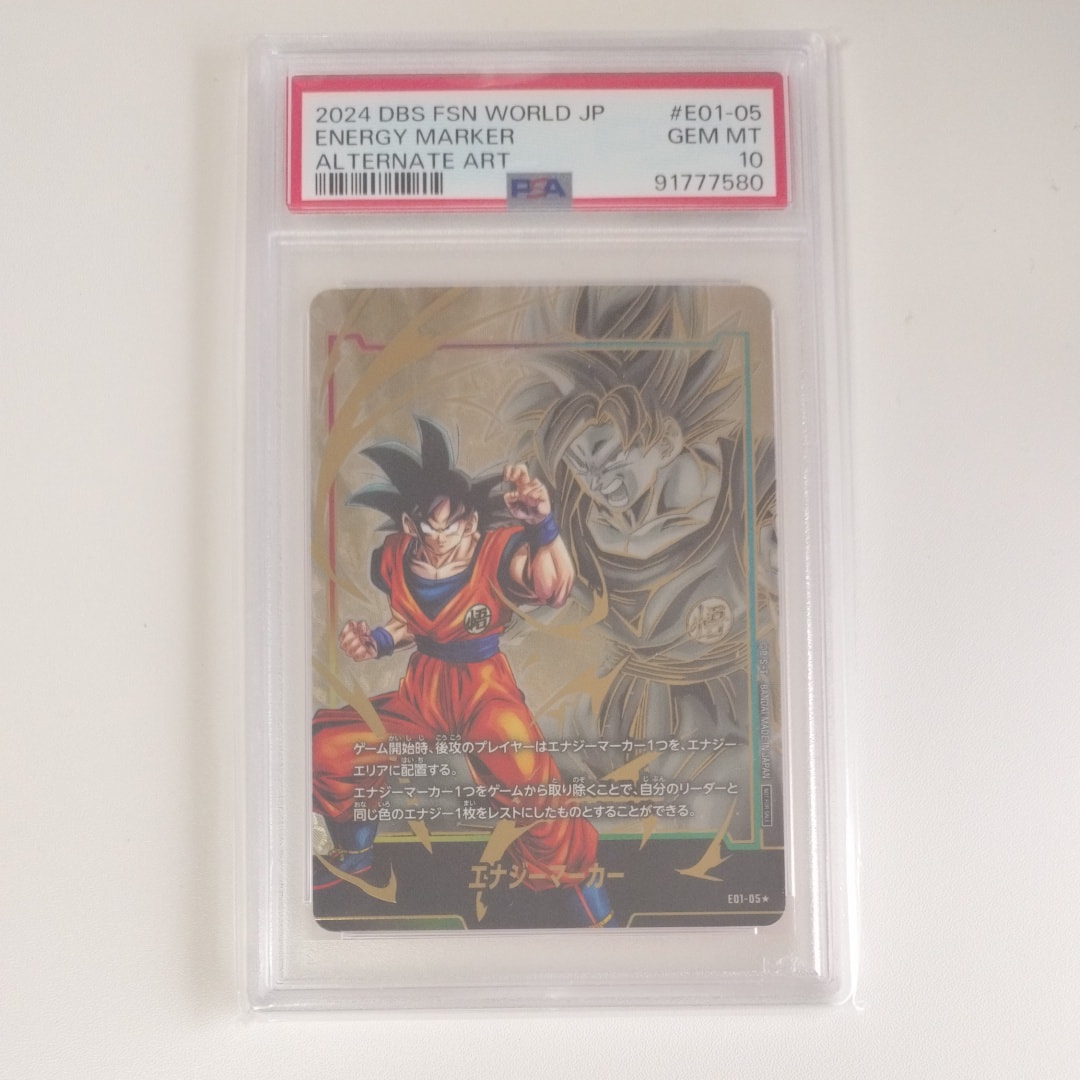 2024 DBS FSN WORLD JP #E01-05
ENERGY MARKER GEM MT
ALTERNATE ART 10
PSA 91777580
悟
悟
ゲーム開始時、後攻のプレイヤーはエナジーマーカー1つを、エナジー
エリアに配置する。
エナジーマーカー1つをゲームから取り除くことで、自分のリーダーと
同じ色のエナジー1枚をレストにしたものとすることができる。
エナジーマーカー
E01-05★
BANDAI MADE IN JAPAN